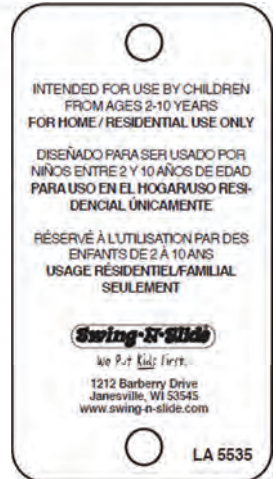 INTENDED FOR USE BY CHILDREN
FROM AGES 2-10 YEARS
FOR HOME / RESIDENTIAL USE ONLY
DISEÑADO PARA SER USADO POR
NIÑOS ENTRE 2 Y 10 AÑOS DE EDAD
PARA USO EN EL HOGAR/USO RESI-
DENCIAL ÚNICAMENTE
RÉSERVÉ À L'UTILISATION PAR DES
ENFANTS DE 2 À 10 ANS
USAGE RÉSIDENTIEL/FAMILIAL
SEULEMENT
Swing-N-Slide
We Put Kids First.
1212 Barberry Drive
Janesville, WI 53545
www.swing-n-slide.com
LA 5535